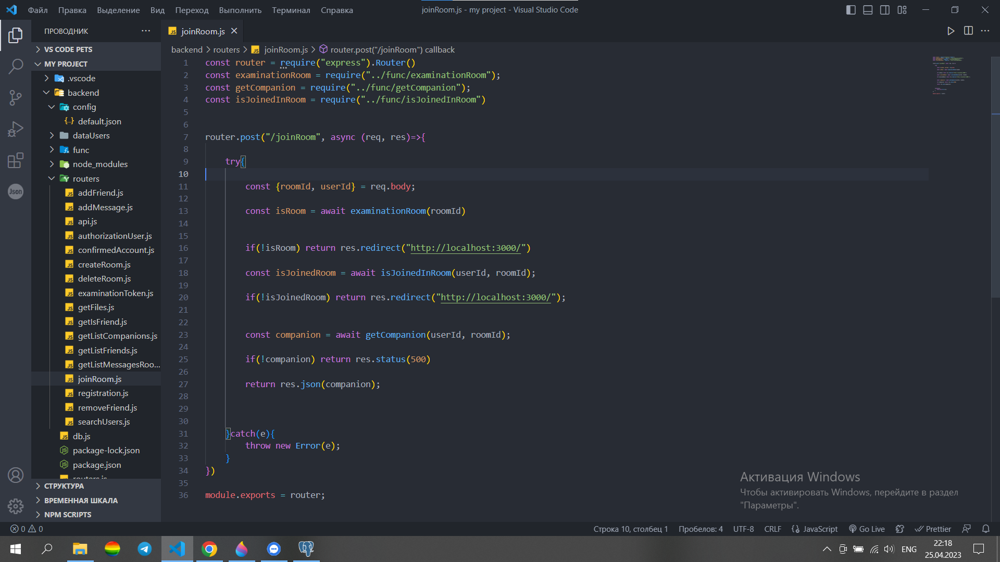 Файл Правка Выделение Вид Переход Выполнить Терминал Справка
joinRoom.js - my project - Visual Studio Code
ПРОВОДНИК
VS CODE PETS
MY PROJECT
.vscode
backend
config
default.json
dataUsers
func
node_modules
routers
addFriend.js
addMessage.js
api.js
authorizationUser.js
confirmedAccount.js
createRoom.js
deleteRoom.js
examinationToken.js
getFiles.js
getIsFriend.js
getListCompanions.js
getListFriends.js
getListMessagesRoo...
joinRoom.js
registration.js
removeFriend.js
searchUsers.js
db.js
package-lock.json
package.json
routers.js
СТРУКТУРА
ВРЕМЕННАЯ ШКАЛА
NPM SCRIPTS
joinRoom.js
backend > routers > joinRoom.js > router.post("/joinRoom") callback
1 const router = require("express").Router()
2 const examinationRoom = require("../func/examinationRoom");
3 const getCompanion = require("../func/getCompanion");
4 const isJoinedInRoom = require("../func/isJoinedInRoom")
5
6
7 router.post("/joinRoom", async (req, res)=>{
8
9 try{
10
11 const {roomId, userId} = req.body;
12
13 const isRoom = await examinationRoom(roomId)
14
15
16 if(!isRoom) return res.redirect("http://localhost:3000/")
17
18 const isJoinedRoom = await isJoinedInRoom(userId, roomId);
19
20 if(!isJoinedRoom) return res.redirect("http://localhost:3000/");
21
22
23 const companion = await getCompanion(userId, roomId);
24
25 if(!companion) return res.status(500)
26
27 return res.json(companion);
28
29
30
31 }catch(e){
32 throw new Error(e);
33 }
34 })
35
36 module.exports = router;
Активация Windows
Чтобы активировать Windows, перейдите в раздел
"Параметры".
0 0
Строка 10, столбец 1 Пробелов: 4 UTF-8 CRLF JavaScript Go Live Prettier
Json
ENG
22:18
25.04.2023